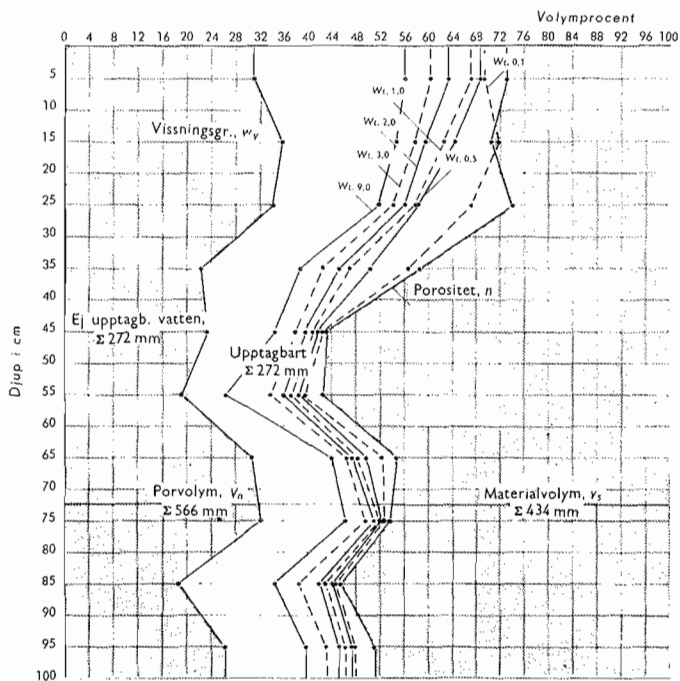 Volymprocent
0 4 8 12 16 20 24 28 32 36 40 44 48 52 56 60 64 69 72 76 80 84 88 92 96 100
5
Wt. 0,1
Wt. 1,0
10
Vissningsgr., wv
Wt. 2,0
15
Wt. 3,0
Wt. 0,5
20
Wt. 9,0
25
30
35
Porositet, n
40
Ej upptagb. vatten,
Σ 272 mm
45
Upptagbart
Σ 272 mm
50
55
60
65
70
Porvolym, Vn
Σ 566 mm
Materialvolym, vs
Σ 434 mm
75
80
85
90
95
100
Djup i cm